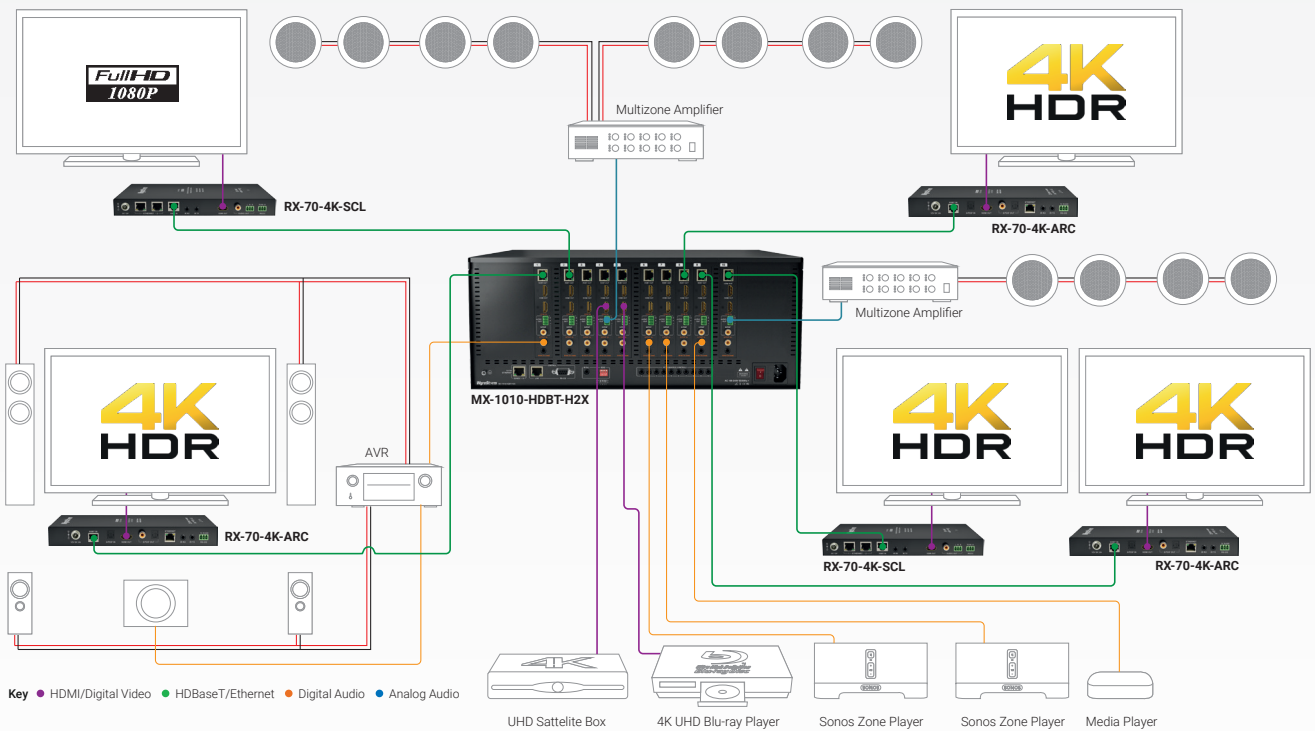 FullHD
1080P
4K
HDR
Multizone Amplifier
RX-70-4K-SCL
RX-70-4K-ARC
Multizone Amplifier
MX-1010-HDBT-H2X
4K
HDR
AVR
RX-70-4K-ARC
4K
HDR
4K
HDR
RX-70-4K-SCL
RX-70-4K-ARC
4K
SONOS
SONOS
Key HDMI/Digital Video HDBaseT/Ethernet Digital Audio Analog Audio
UHD Sattelite Box
4K UHD Blu-ray Player
Sonos Zone Player
Sonos Zone Player
Media Player